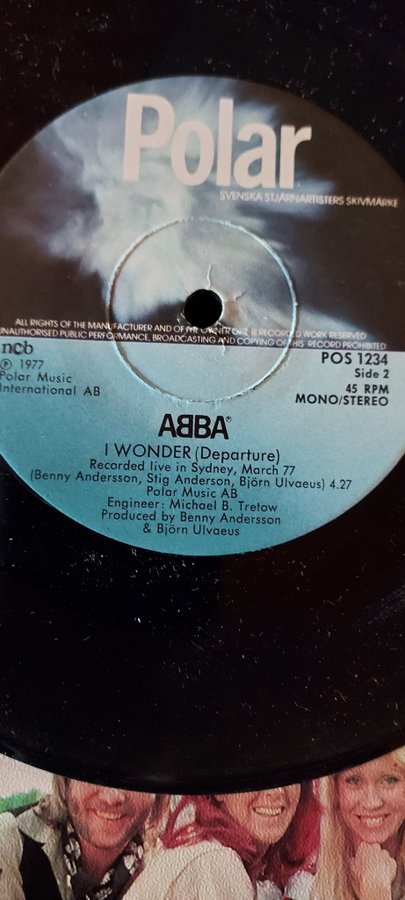 Polar
SVENSKA STJÄRNARTISTERS SKIVMÄRKE
ALL RIGHTS OF THE MANUFACTURER AND OF THE OWNER OF THE RECORDED WORK RESERVED
UNAUTHORISED PUBLIC PERFORMANCE, BROADCASTING AND COPYING OF THIS RECORD PROHIBITED
ncb
℗ 1977
Polar Music
International AB
POS 1234
Side 2
45 RPM
MONO/STEREO
ABBA®
I WONDER (Departure)
Recorded live in Sydney, March 77
(Benny Andersson, Stig Anderson, Björn Ulvaeus) 4.27
Polar Music AB
Engineer: Michael B. Tretow
Produced by Benny Andersson
& Björn Ulvaeus